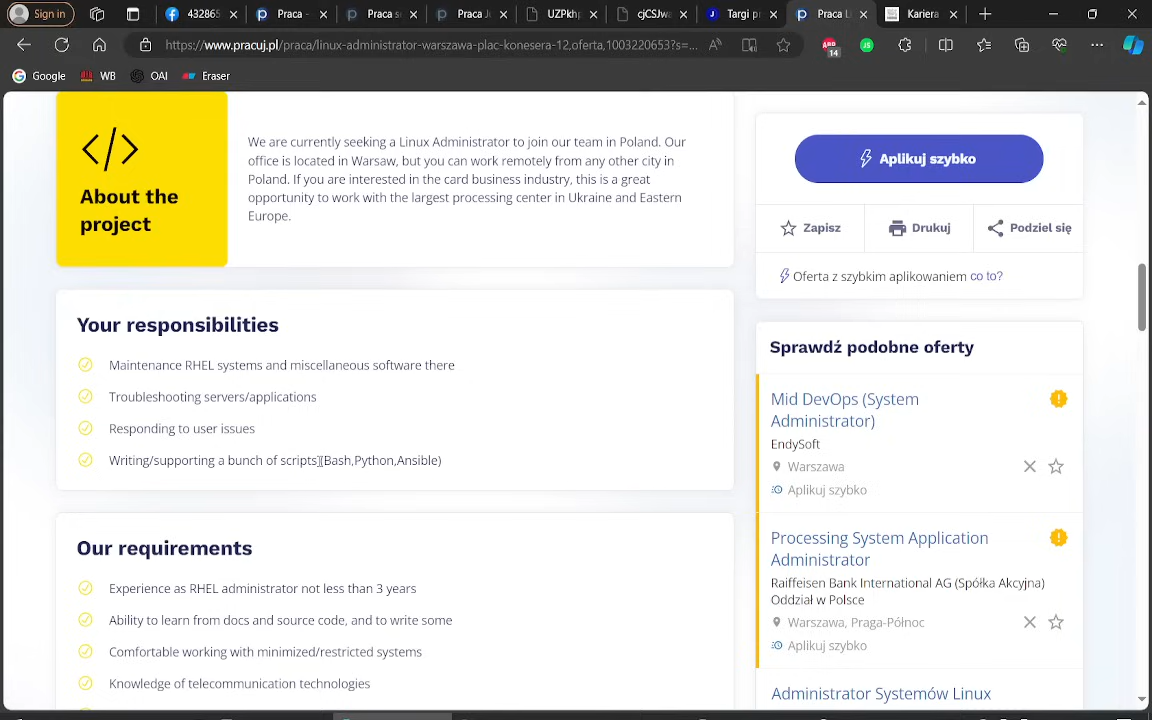 Sign in
432865
Praca -
Praca s
Praca Ju
UZPkhp
cjCSJw
Targi pr
Praca L
Kariera
https://www.pracuj.pl/praca/linux-administrator-warszawa-plac-konesera-12,oferta,1003220653?s=...
14
Google
WB
OAI
Eraser
About the
project
We are currently seeking a Linux Administrator to join our team in Poland. Our
office is located in Warsaw, but you can work remotely from any other city in
Poland. If you are interested in the card business industry, this is a great
opportunity to work with the largest processing center in Ukraine and Eastern
Europe.
Your responsibilities
Maintenance RHEL systems and miscellaneous software there
Troubleshooting servers/applications
Responding to user issues
Writing/supporting a bunch of scripts(Bash,Python,Ansible)
Our requirements
Experience as RHEL administrator not less than 3 years
Ability to learn from docs and source code, and to write some
Comfortable working with minimized/restricted systems
Knowledge of telecommunication technologies
Aplikuj szybko
Zapisz
Drukuj
Podziel się
Oferta z szybkim aplikowaniem co to?
Sprawdź podobne oferty
Mid DevOps (System
Administrator)
EndySoft
Warszawa
Aplikuj szybko
Processing System Application
Administrator
Raiffeisen Bank International AG (Spółka Akcyjna)
Oddział w Polsce
Warszawa, Praga-Północ
Aplikuj szybko
Administrator Systemów Linux